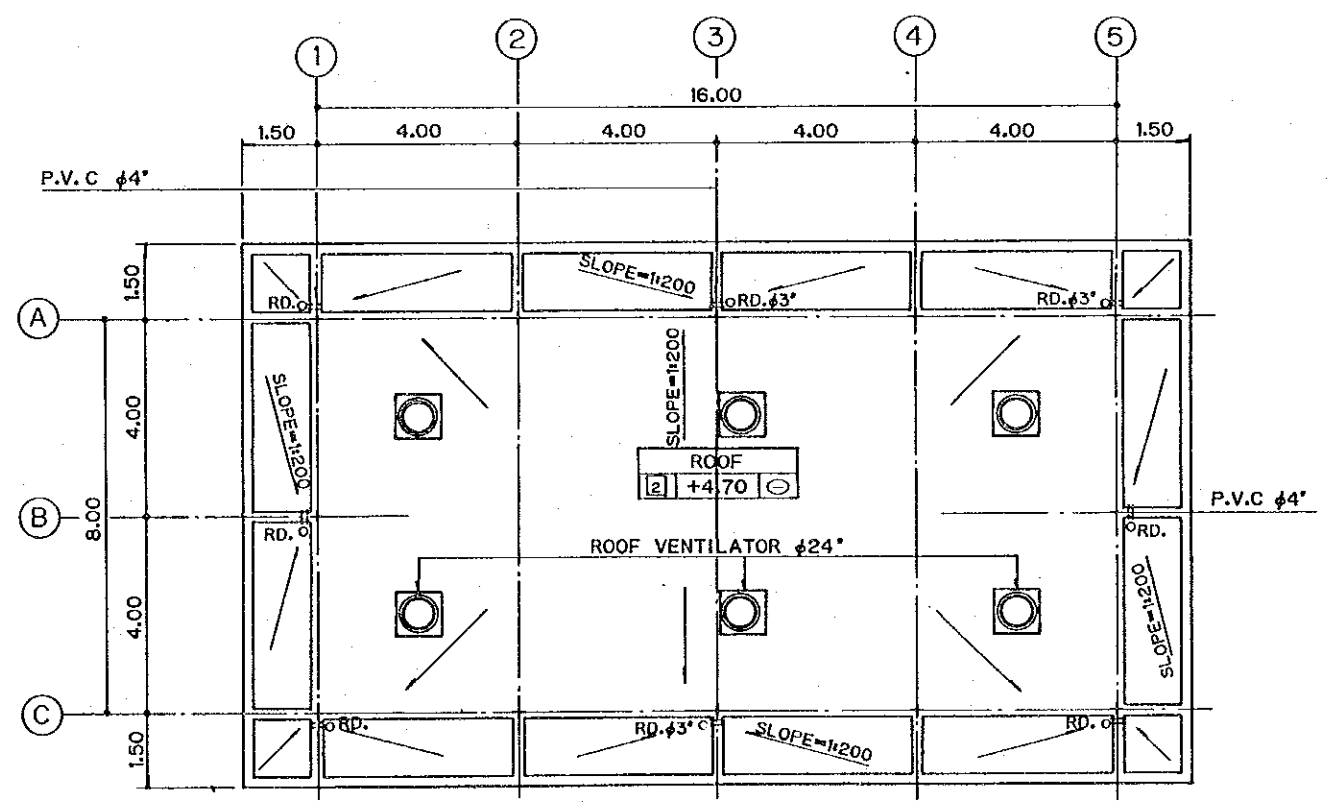 1
2
3
4
5
16.00
1.50
4.00
4.00
4.00
4.00
1.50
P.V.C ϕ4"
1.50
SLOPE=1:200
RD.
RD.ϕ3"
RD.ϕ3"
A
SLOPE=1:200
SLOPE=1:200
4.00
ROOF
2 +4.70
8.00
B
P.V.C ϕ4"
RD.
RD.
ROOF VENTILATOR ϕ24"
4.00
SLOPE=1:200
C
RD.
RD.ϕ3"
RD.
SLOPE=1:200
1.50